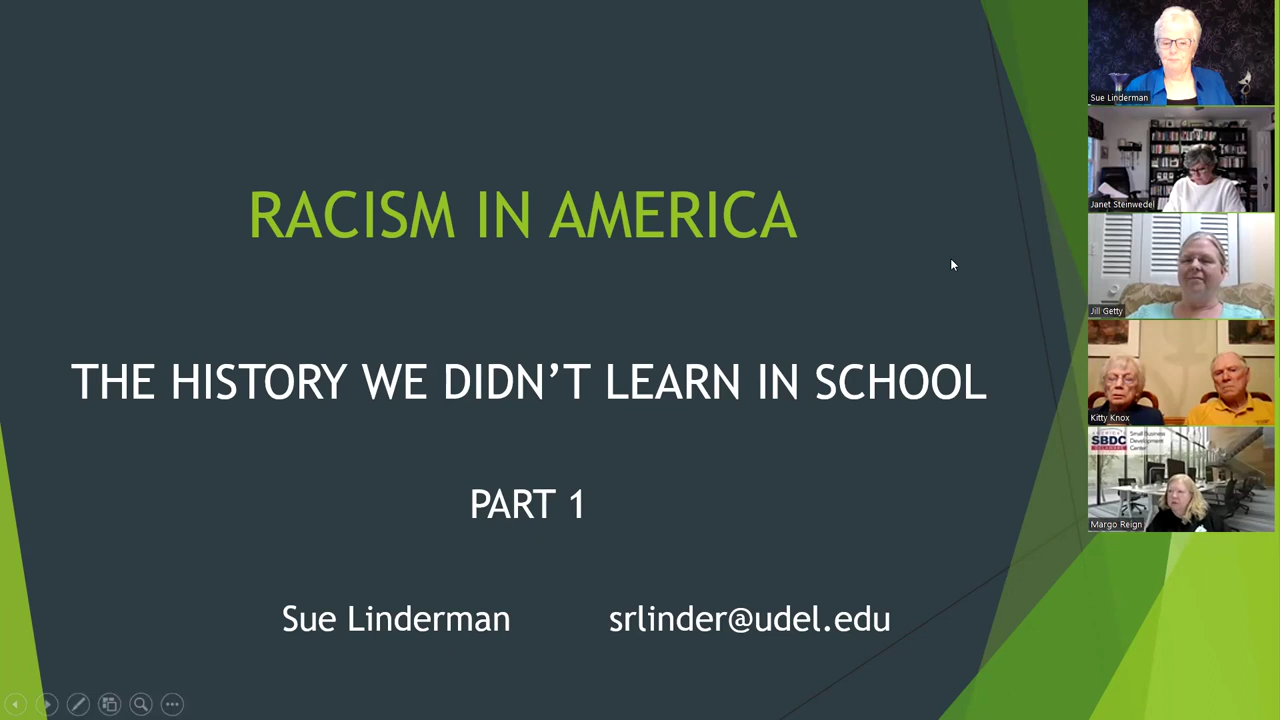 RACISM IN AMERICA
THE HISTORY WE DIDN’T LEARN IN SCHOOL
PART 1
Sue Linderman srlinder@udel.edu
Sue Linderman
Janet Steinwedel
Jill Getty
Kitty Knox
SBDC
Small Business
Development
Center
Margo Reign